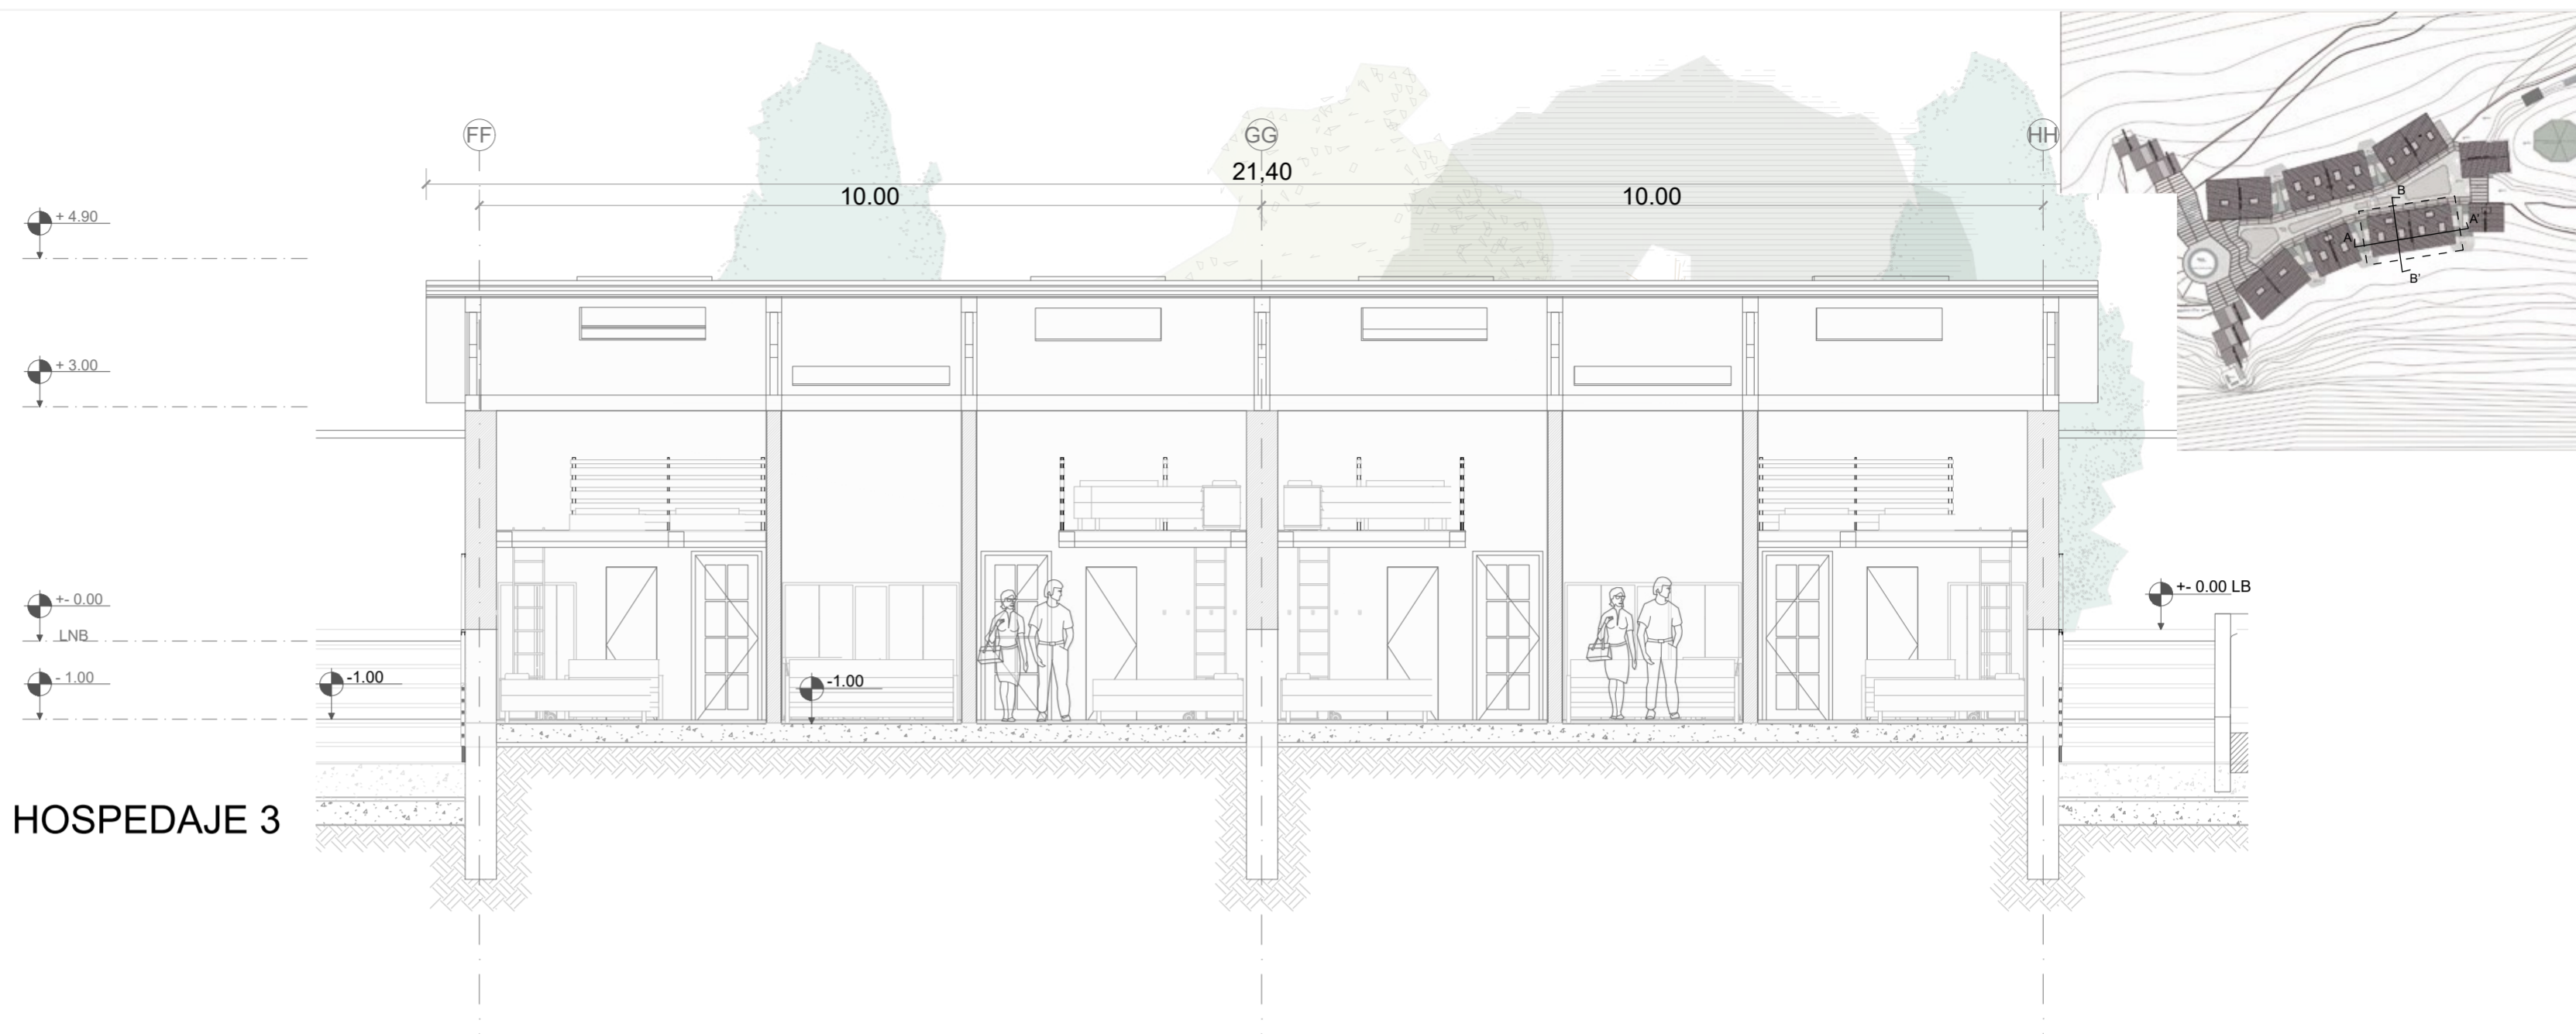 FF
GG
HH
21,40
10.00
10.00
+ 4.90
+ 3.00
+- 0.00
LNB
- 1.00
-1.00
-1.00
+- 0.00 LB
HOSPEDAJE 3
B
A'
A
B'